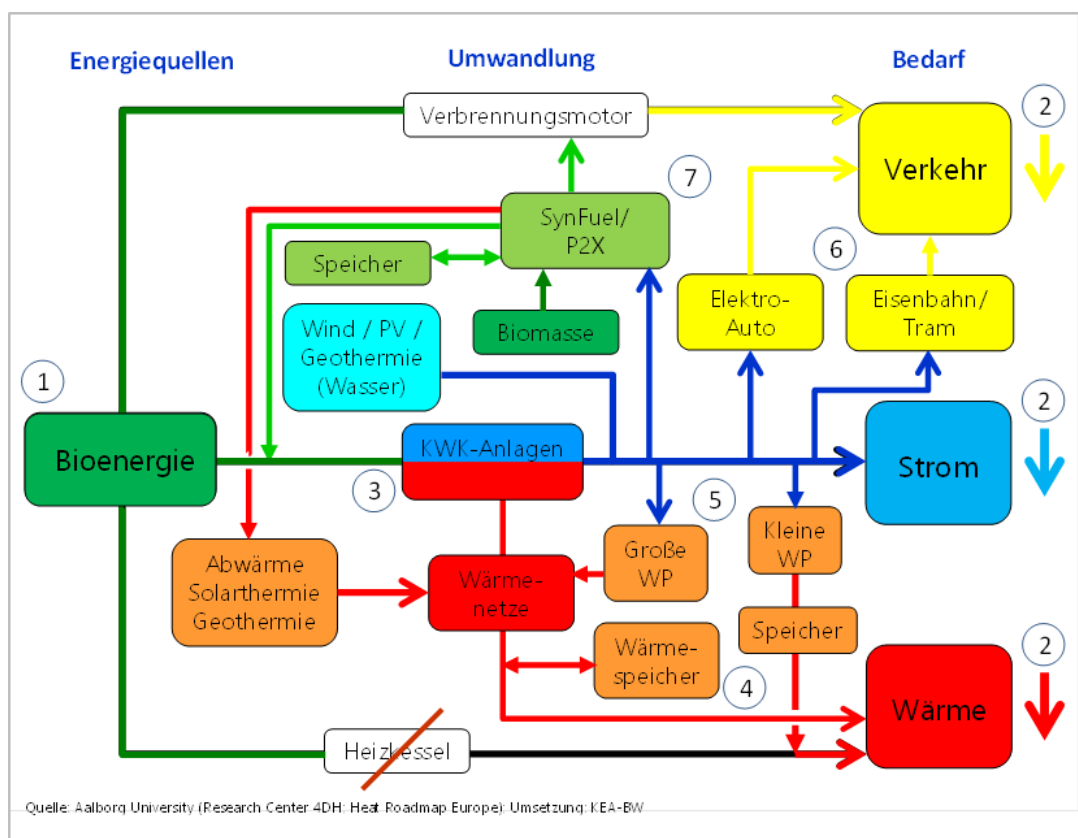 Energiequellen
Umwandlung
Bedarf
Verbrennungsmotor
2
Verkehr
7
SynFuel/
P2X
Speicher
6
Elektro-
Auto
Eisenbahn/
Tram
Wind / PV /
Geothermie
(Wasser)
Biomasse
1
2
Bioenergie
KWK-Anlagen
Strom
3
5
Kleine
WP
Große
WP
Abwärme
Solarthermie
Geothermie
Wärme-
netze
Speicher
Wärme-
speicher
4
2
Wärme
Heizkessel
Quelle: Aalborg University (Research Center 4DH: Heat Roadmap Europe); Umsetzung: KEA-BW